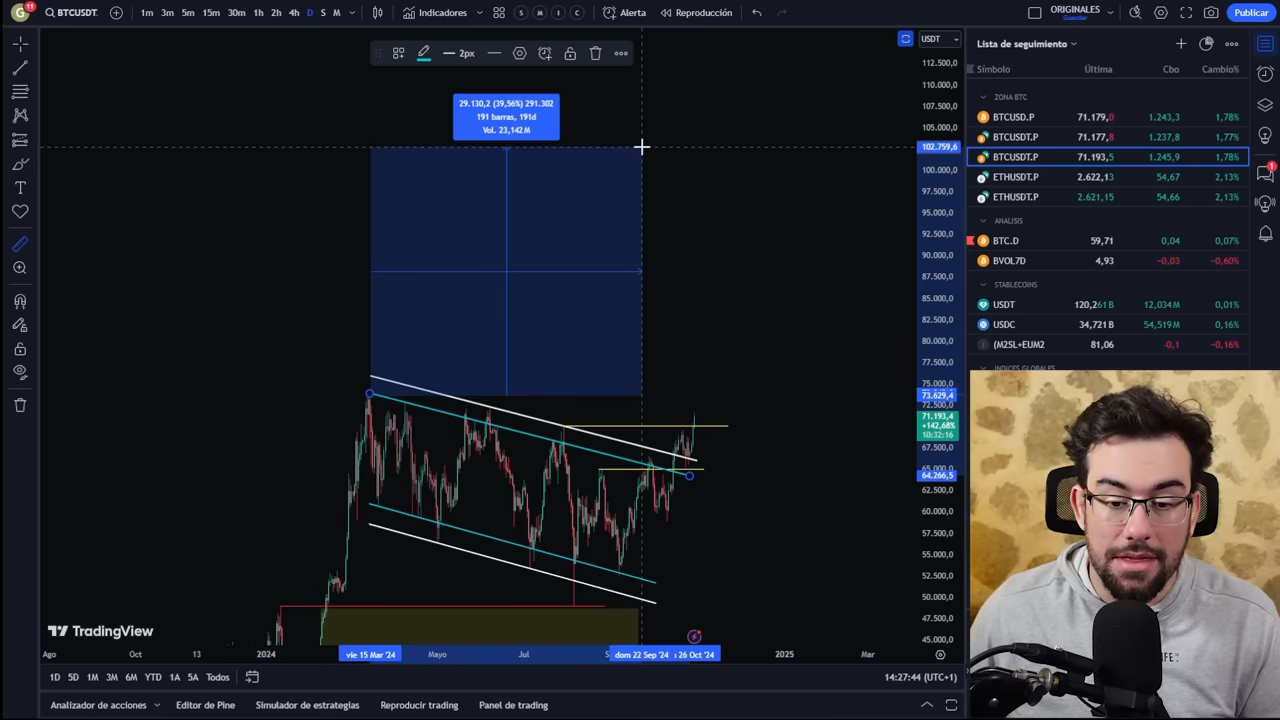 G 11 BTCUSDT. 1m 3m 5m 15m 30m 1h 2h 4h D S M Indicadores S M I C Alerta Reproducción ORIGINALES Guardar Publicar
2px
USDT
29.130,2 (39,56%) 291.302
191 barras, 191d
Vol. 23,142 M
112.500,0
110.000,0
107.500,0
105.000,0
102.759,6
100.000,0
97.500,0
95.000,0
92.500,0
90.000,0
87.500,0
85.000,0
82.500,0
80.000,0
77.500,0
75.000,0
73.629,4
72.500,0
71.193,4
+142,68%
10:32:16
67.500,0
65.000,0
64.266,5
62.500,0
60.000,0
57.500,0
55.000,0
52.500,0
50.000,0
47.500,0
45.000,0
TradingView
Ago Oct 13 2024 vie 15 Mar '24 Mayo Jul S dom 22 Sep '24 26 Oct '24 2025 Mar
1D 5D 1M 3M 6M YTD 1A 5A Todos 14:27:44 (UTC+1)
Analizador de acciones Editor de Pine Simulador de estrategias Reproducir trading Panel de trading
Lista de seguimiento
Símbolo Última Cbo Cambio%
ZONA BTC
BTCUSD.P 71.179,0 1.243,3 1,78%
BTCUSDT.P 71.177,8 1.237,8 1,77%
BTCUSDT.P 71.193,5 1.245,9 1,78%
ETHUSDT.P 2.622,13 54,67 2,13%
ETHUSDT.P 2.621,15 54,66 2,13%
ANALISIS
BTC.D 59,71 0,04 0,07%
BVOL7D 4,93 −0,03 −0,60%
STABLECOINS
USDT 120,261 B 12,034 M 0,01%
USDC 34,721 B 54,519 M 0,16%
(M2SL+EUM2 81,06 −0,1 −0,16%
INDICES GLOBALES
1